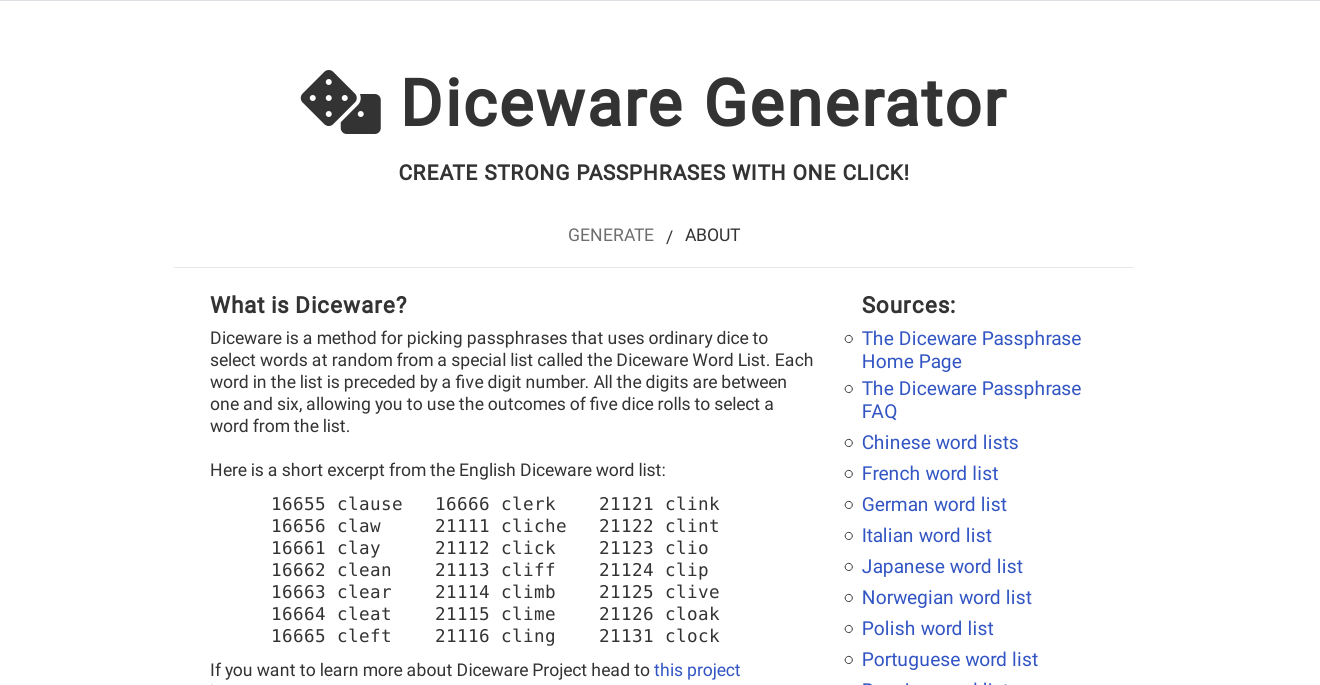 Diceware Generator
CREATE STRONG PASSPHRASES WITH ONE CLICK!
GENERATE / ABOUT
What is Diceware?
Diceware is a method for picking passphrases that uses ordinary dice to
select words at random from a special list called the Diceware Word List. Each
word in the list is preceded by a five digit number. All the digits are between
one and six, allowing you to use the outcomes of five dice rolls to select a
word from the list.
Here is a short excerpt from the English Diceware word list:
16655 clause 16666 clerk 21121 clink
16656 claw 21111 cliche 21122 clint
16661 clay 21112 click 21123 clio
16662 clean 21113 cliff 21124 clip
16663 clear 21114 climb 21125 clive
16664 cleat 21115 clime 21126 cloak
16665 cleft 21116 cling 21131 clock
If you want to learn more about Diceware Project head to this project
Sources:
The Diceware Passphrase
Home Page
The Diceware Passphrase
FAQ
Chinese word lists
French word list
German word list
Italian word list
Japanese word list
Norwegian word list
Polish word list
Portuguese word list